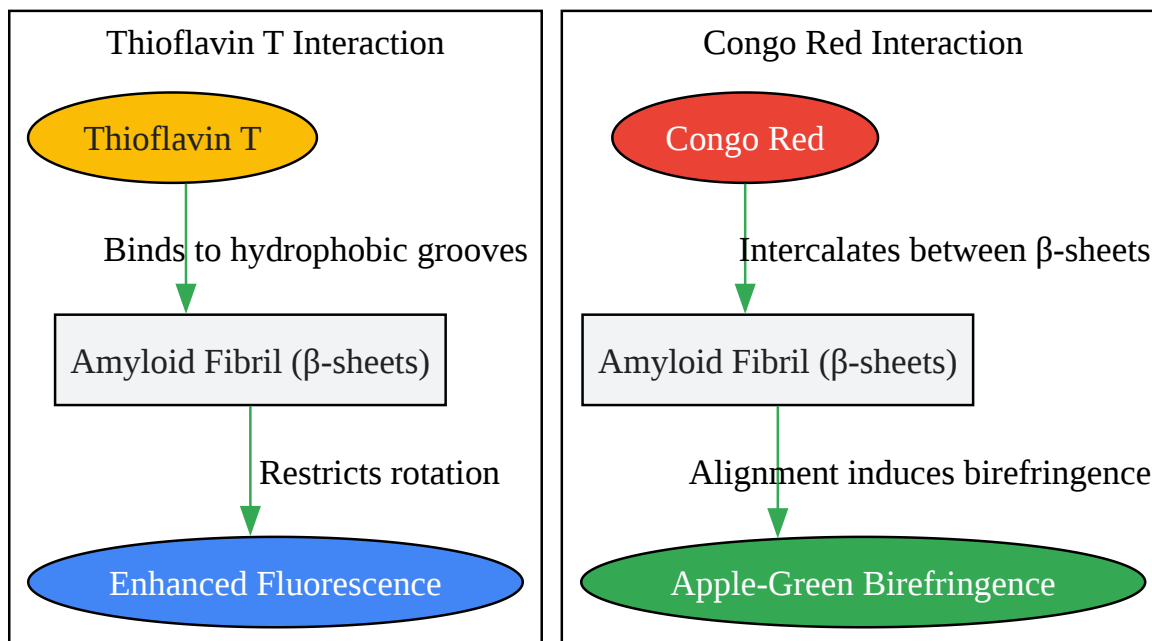 Thioflavin T Interaction
Thioflavin T
Binds to hydrophobic grooves
Amyloid Fibril (β-sheets)
Restricts rotation
Enhanced Fluorescence
Congo Red Interaction
Congo Red
Intercalates between β-sheets
Amyloid Fibril (β-sheets)
Alignment induces birefringence
Apple-Green Birefringence